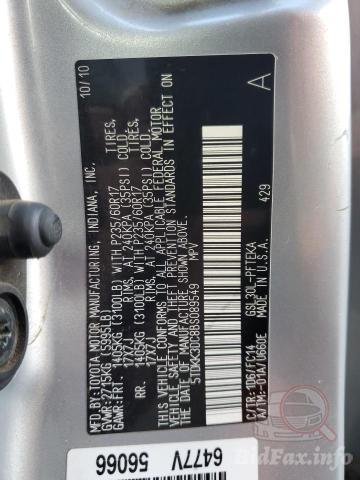 MFD. BY: TOYOTA MOTOR MANUFACTURING, INDIANA, INC. 10/10
GVWR: 2715KG (5995LB)
GAWR: FRT. 1405KG (3100LB) WITH P235/60R17 TIRES,
17X7J RIMS, AT 240KPA (35PSI) COLD.
RR. 1405KG (3100LB) WITH P235/60R17 TIRES,
17X7J RIMS, AT 240KPA (35PSI) COLD.
THIS VEHICLE CONFORMS TO ALL APPLICABLE FEDERAL MOTOR
VEHICLE SAFETY AND THEFT PREVENTION STANDARDS IN EFFECT
ON THE DATE OF MANUFACTURE SHOWN ABOVE.
5TDKK3DC8BS089549 MPV
A
C/TR: 1D6/FC14 GSL30L-PFTEKA 429
A/TM: -01A/U660E MADE IN U.S.A.
6477V
56066
BidFax.info